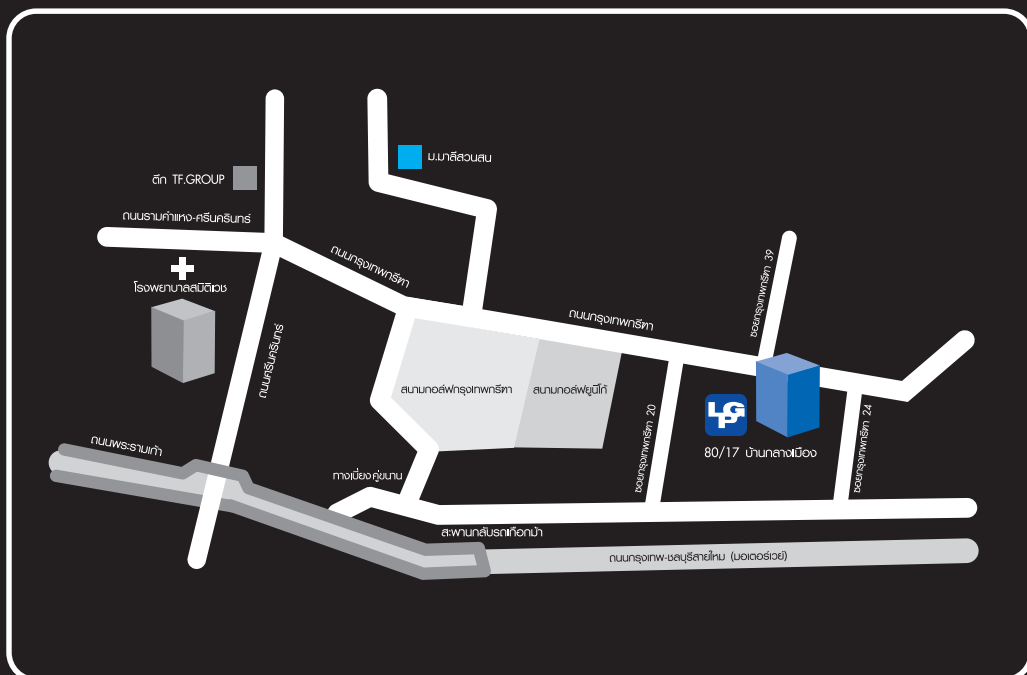 ม.มาลีสวนสน
ตึก TF.GROUP
ถนนรามคำแหง-ศรีนครินทร์
โรงพยาบาลสมิติเวช
ถนนกรุงเทพกรีฑา
ซอยกรุงเทพกรีฑา 39
ถนนกรุงเทพกรีฑา
ถนนศรีนครินทร์
สนามกอล์ฟกรุงเทพกรีฑา
สนามกอล์ฟยูนิโก้
ซอยกรุงเทพกรีฑา 20
LPG
80/17 บ้านกลางเมือง
ซอยกรุงเทพกรีฑา 24
ถนนพระรามเก้า
ทางเบี่ยงคู่ขนาน
สะพานกลับรถเกือกม้า
ถนนกรุงเทพ-ชลบุรีสายใหม่ (มอเตอร์เวย์)